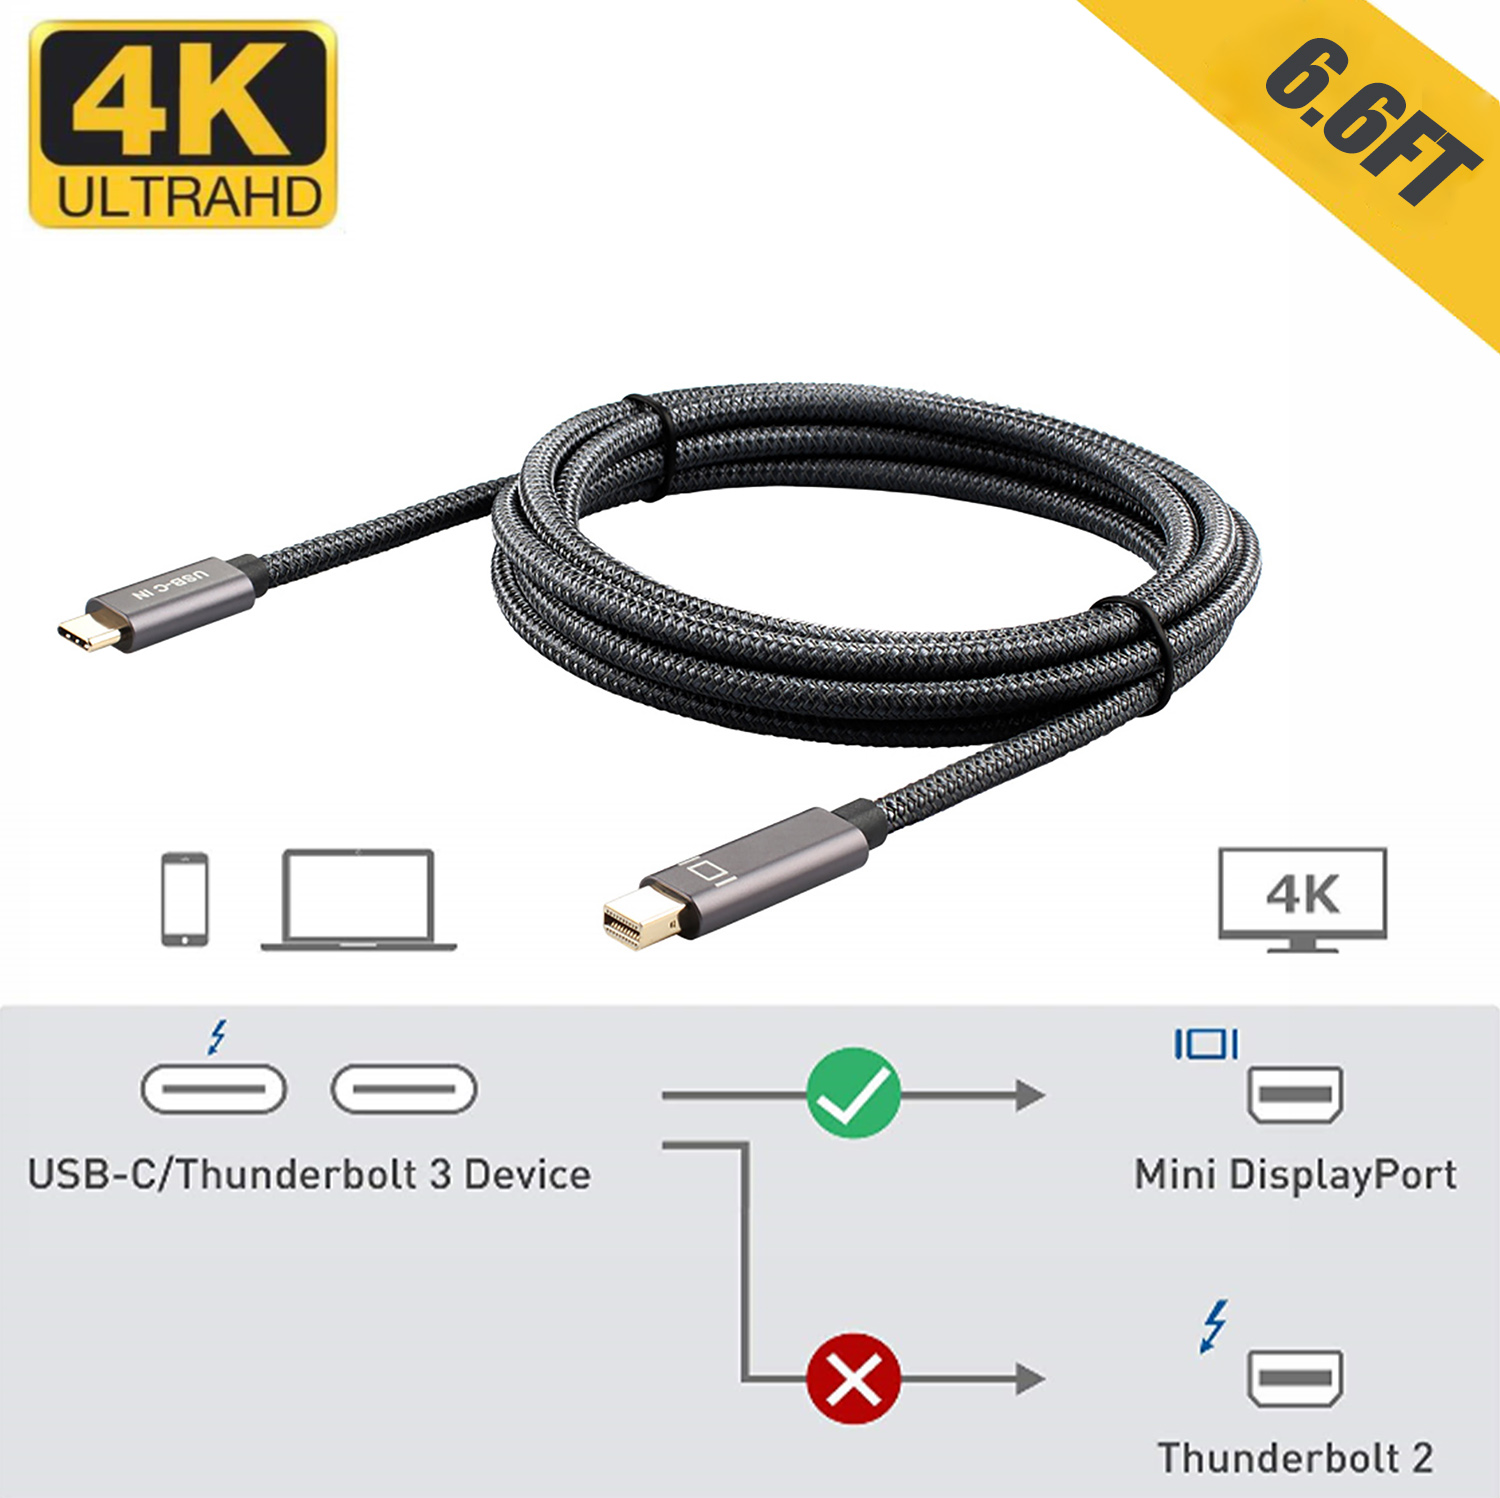 4K
ULTRAHD
6.6FT
USB-C IN
4K
USB-C/Thunderbolt 3 Device
Mini DisplayPort
Thunderbolt 2